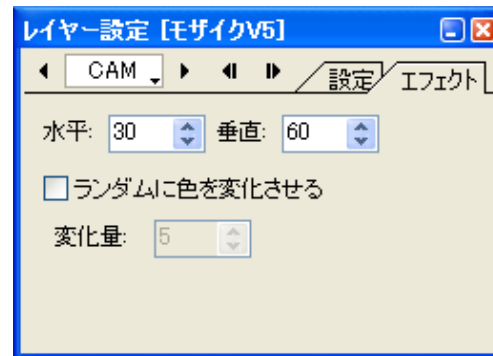 レイヤー設定 [モザイクV5]
CAM 設定 エフェクト
水平: 30 垂直: 60
ランダムに色を変化させる
変化量: 5